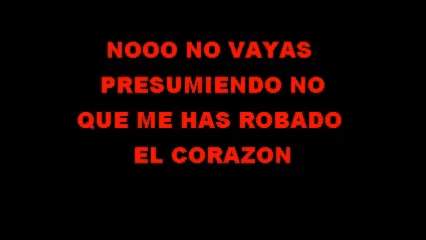 NOOO NO VAYAS
PRESUMIENDO NO
QUE ME HAS ROBADO
EL CORAZON